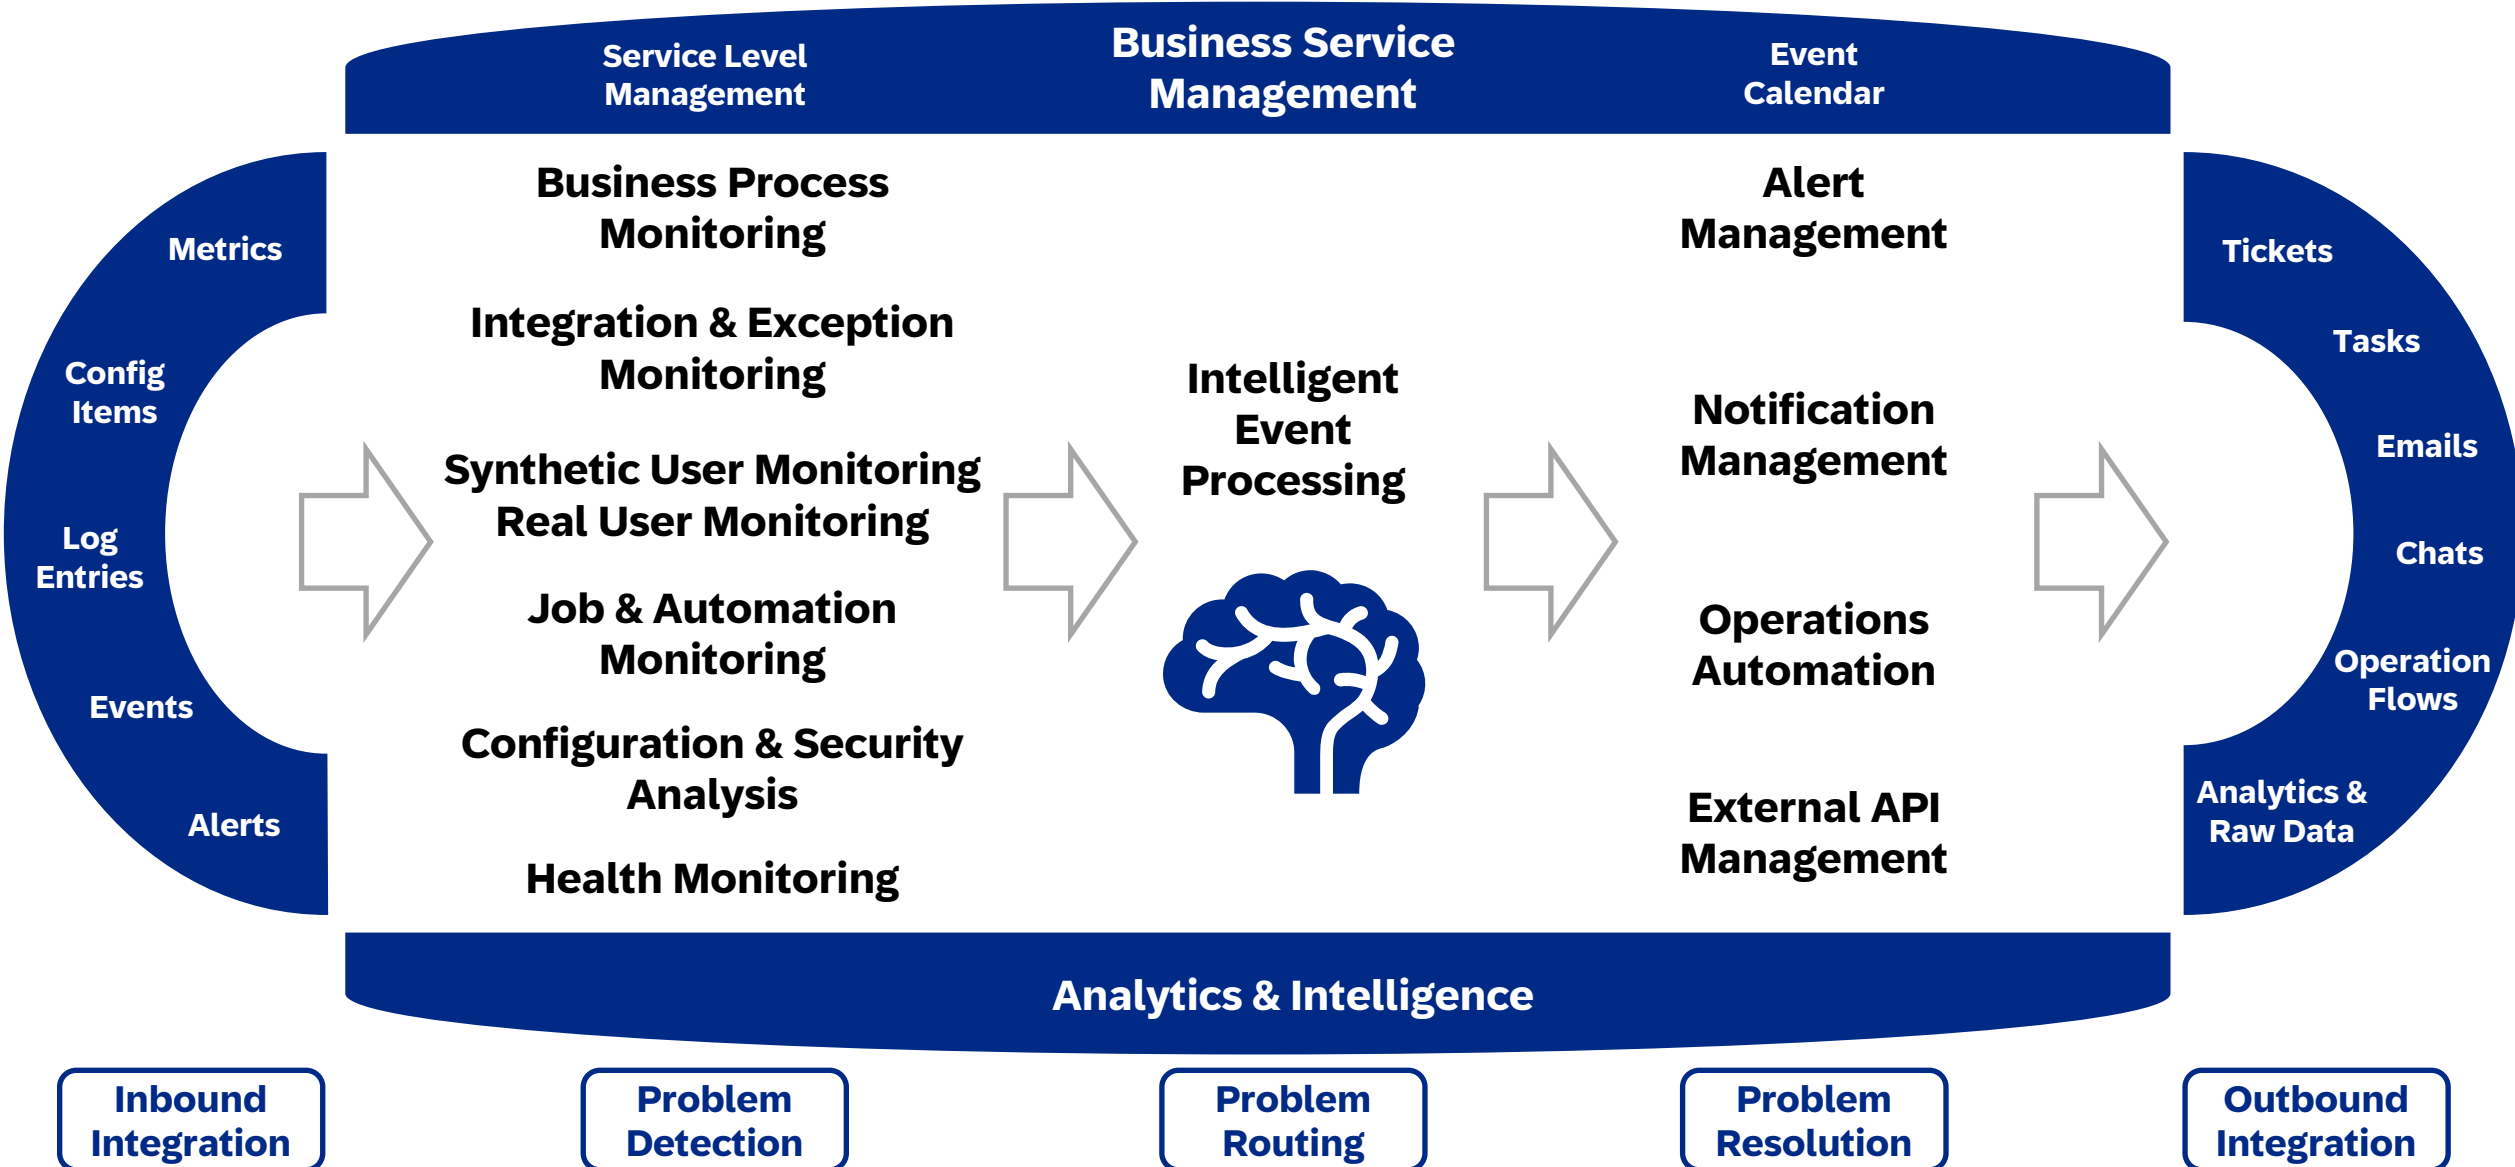 Service Level
Management
Business Service
Management
Event
Calendar
Metrics
Config
Items
Log
Entries
Events
Alerts
Business Process
Monitoring
Integration & Exception
Monitoring
Synthetic User Monitoring
Real User Monitoring
Job & Automation
Monitoring
Configuration & Security
Analysis
Health Monitoring
Intelligent
Event
Processing
Alert
Management
Notification
Management
Operations
Automation
External API
Management
Tickets
Tasks
Emails
Chats
Operation
Flows
Analytics &
Raw Data
Analytics & Intelligence
Inbound
Integration
Problem
Detection
Problem
Routing
Problem
Resolution
Outbound
Integration